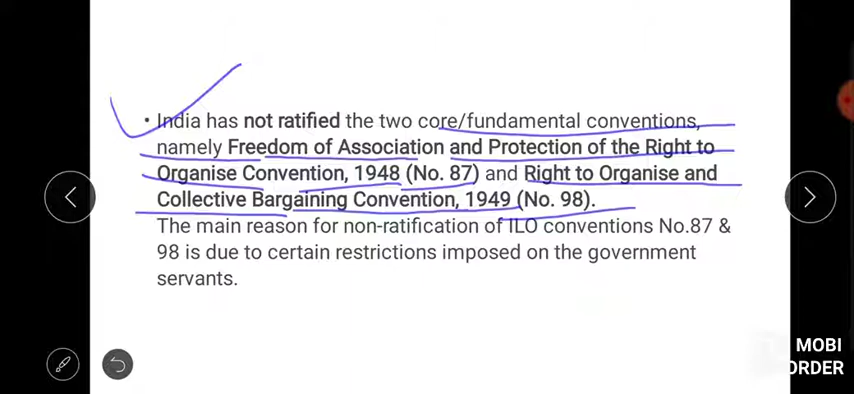 • India has not ratified the two core/fundamental conventions,
namely Freedom of Association and Protection of the Right to
Organise Convention, 1948 (No. 87) and Right to Organise and
Collective Bargaining Convention, 1949 (No. 98).
The main reason for non-ratification of ILO conventions No.87 &
98 is due to certain restrictions imposed on the government
servants.
MOBI
ORDER